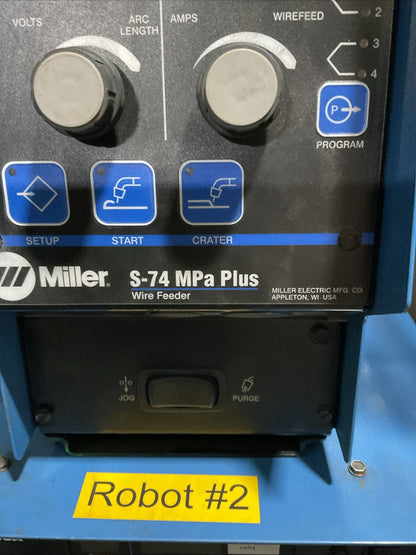 VOLTS
ARC
LENGTH
AMPS
WIREFEED
2
3
4
P
PROGRAM
SETUP
START
CRATER
Miller®
S-74 MPa Plus
Wire Feeder
MILLER ELECTRIC MFG. CO.
APPLETON, WI USA
JOG
PURGE
Robot #2
VOLTS